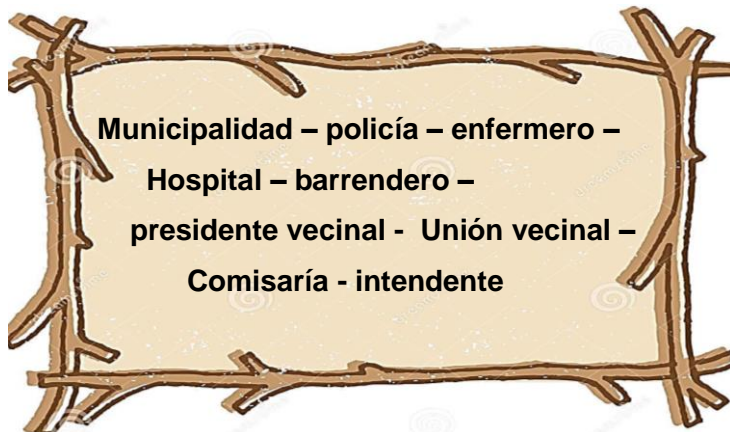 Municipalidad – policía – enfermero –
Hospital – barrendero –
presidente vecinal - Unión vecinal –
Comisaría - intendente